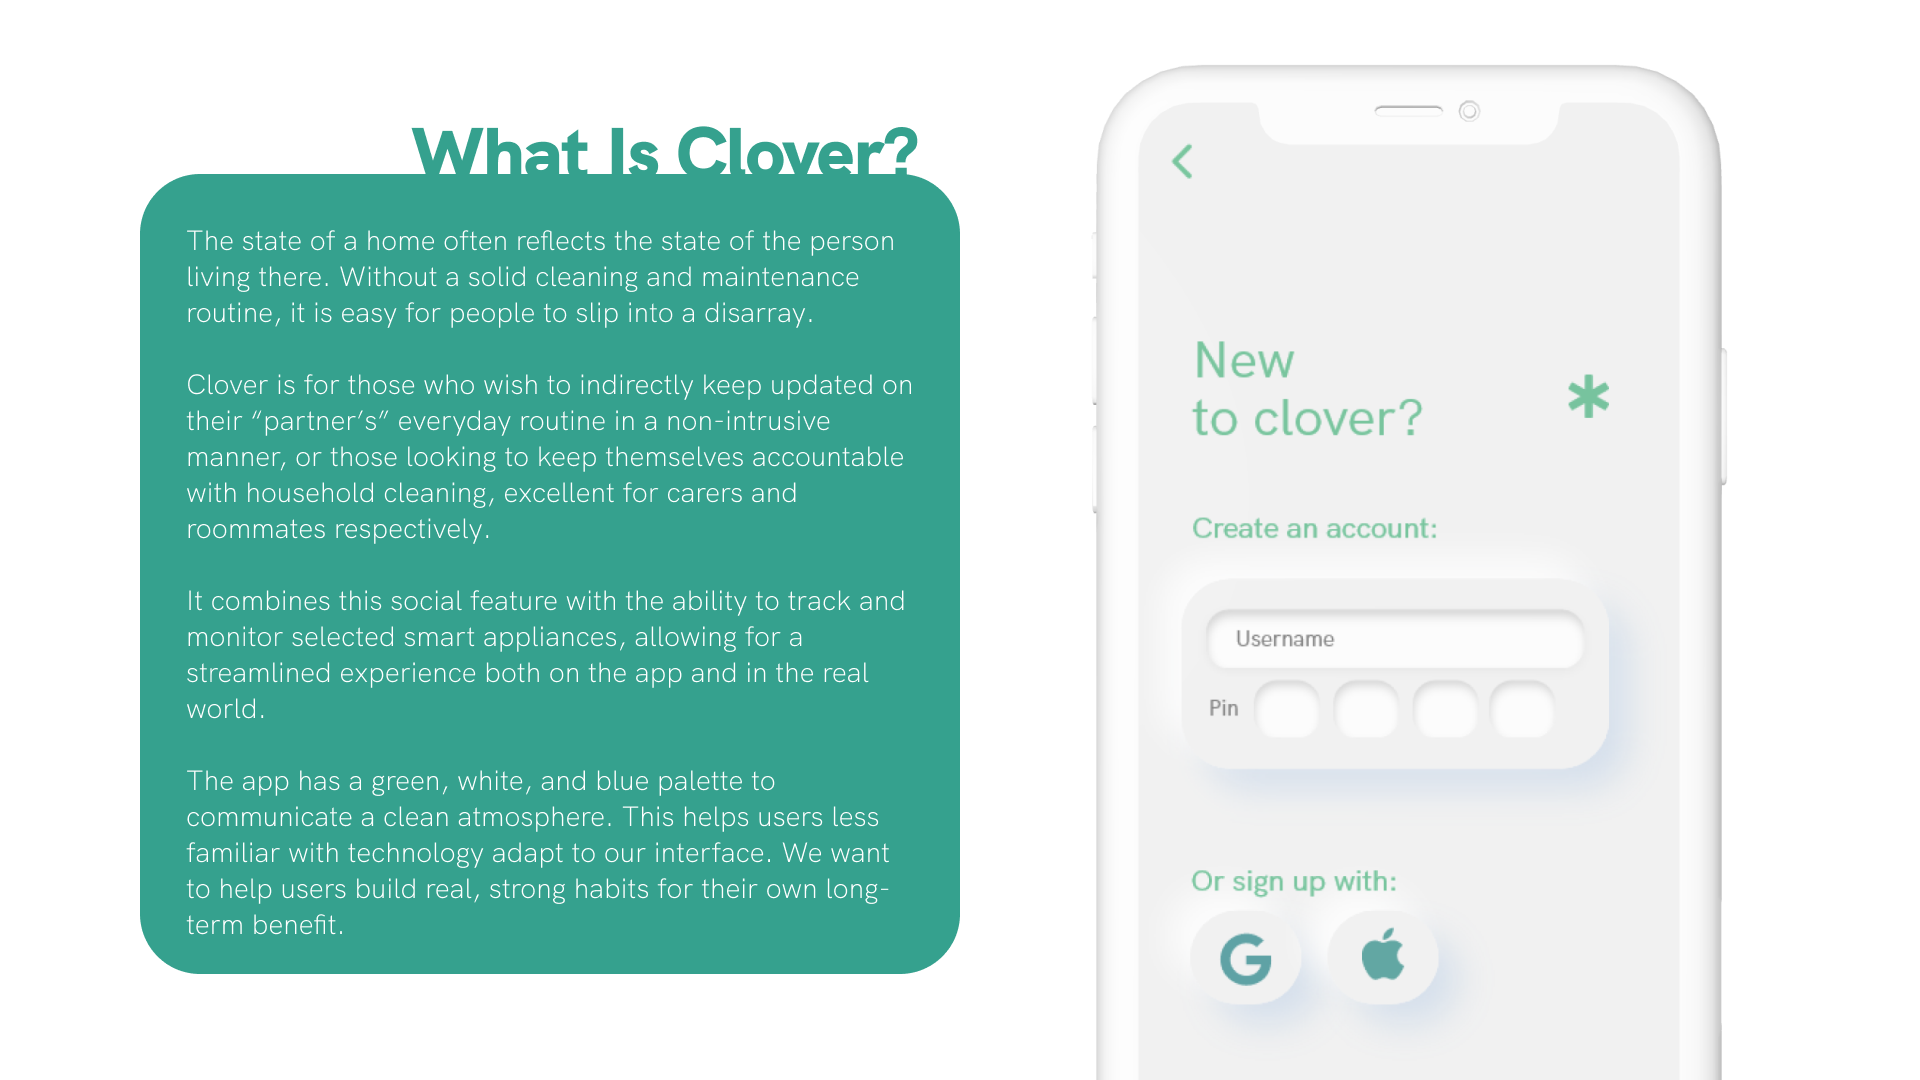 What Is Clover?
The state of a home often reflects the state of the person
living there. Without a solid cleaning and maintenance
routine, it is easy for people to slip into a disarray.
Clover is for those who wish to indirectly keep updated on
their “partner’s” everyday routine in a non-intrusive
manner, or those looking to keep themselves accountable
with household cleaning, excellent for carers and
roommates respectively.
It combines this social feature with the ability to track and
monitor selected smart appliances, allowing for a
streamlined experience both on the app and in the real
world.
The app has a green, white, and blue palette to
communicate a clean atmosphere. This helps users less
familiar with technology adapt to our interface. We want
to help users build real, strong habits for their own long-
term benefit.
New
to clover?
*
Create an account:
Username
Pin
Or sign up with:
G